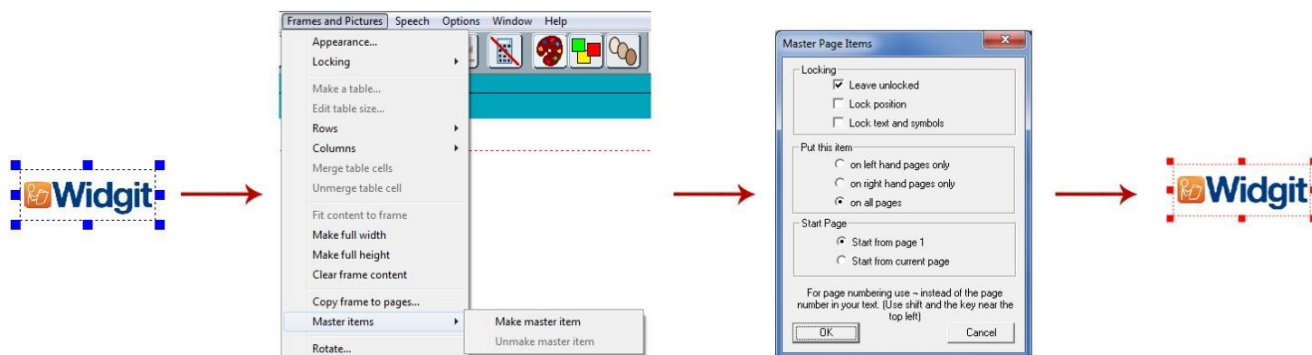 Widgit
Frames and Pictures Speech Options Window Help
Appearance...
Locking
Make a table...
Edit table size...
Rows
Columns
Merge table cells
Unmerge table cell
Fit content to frame
Make full width
Make full height
Clear frame content
Copy frame to pages...
Master items
Make master item
Unmake master item
Rotate...
Master Page Items
Locking
Leave unlocked
Lock position
Lock text and symbols
Put this item
on left hand pages only
on right hand pages only
on all pages
Start Page
Start from page 1
Start from current page
For page numbering use ¬ instead of the page
number in your text. (Use shift and the key near the
top left)
OK Cancel
Widgit